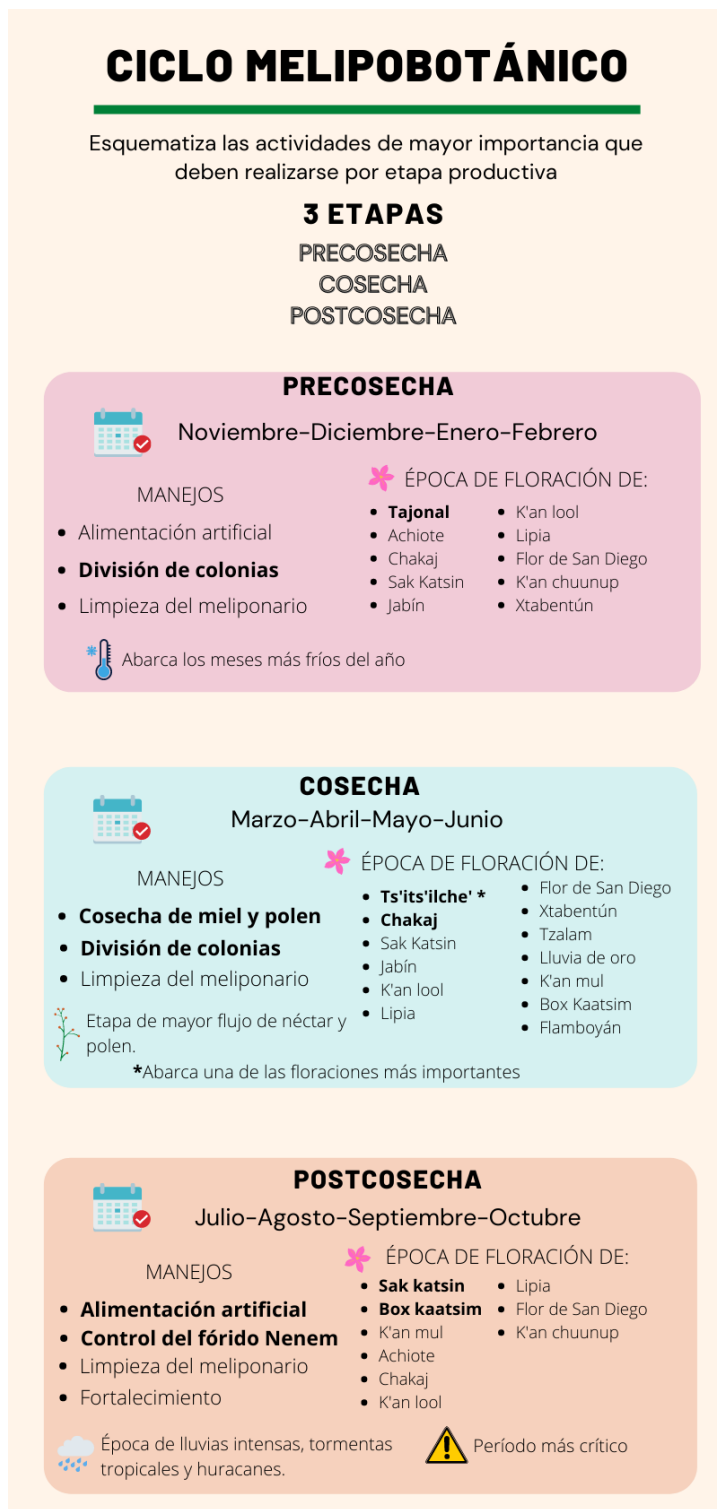 CICLO MELIPOBOTÁNICO
Esquematiza las actividades de mayor importancia que
deben realizarse por etapa productiva
3 ETAPAS
PRECOSECHA
COSECHA
POSTCOSECHA
PRECOSECHA
Noviembre-Diciembre-Enero-Febrero
MANEJOS
• Alimentación artificial
• División de colonias
• Limpieza del meliponario
ÉPOCA DE FLORACIÓN DE:
• Tajonal
• Achiote
• Chakaj
• Sak Katsin
• Jabín
• K'an lool
• Lipia
• Flor de San Diego
• K'an chuunup
• Xtabentún
Abarca los meses más fríos del año
COSECHA
Marzo-Abril-Mayo-Junio
MANEJOS
• Cosecha de miel y polen
• División de colonias
• Limpieza del meliponario
ÉPOCA DE FLORACIÓN DE:
• Ts'its'ilche' *
• Chakaj
• Sak Katsin
• Jabín
• K'an lool
• Lipia
• Flor de San Diego
• Xtabentún
• Tzalam
• Lluvia de oro
• K'an mul
• Box Kaatsim
• Flamboyán
Etapa de mayor flujo de néctar y
polen.
*Abarca una de las floraciones más importantes
POSTCOSECHA
Julio-Agosto-Septiembre-Octubre
MANEJOS
• Alimentación artificial
• Control del fórido Nenem
• Limpieza del meliponario
• Fortalecimiento
ÉPOCA DE FLORACIÓN DE:
• Sak katsin
• Box kaatsim
• K'an mul
• Achiote
• Chakaj
• K'an lool
• Lipia
• Flor de San Diego
• K'an chuunup
Época de lluvias intensas, tormentas
tropicales y huracanes.
Período más crítico